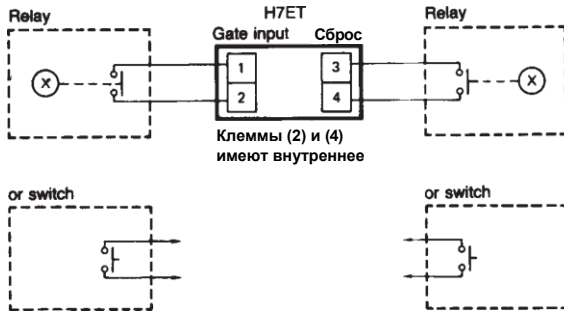 H7ET
Relay
Gate input
Сброс
Relay
X
1
3
X
2
4
Клеммы (2) и (4)
имеют внутреннее
or switch
or switch